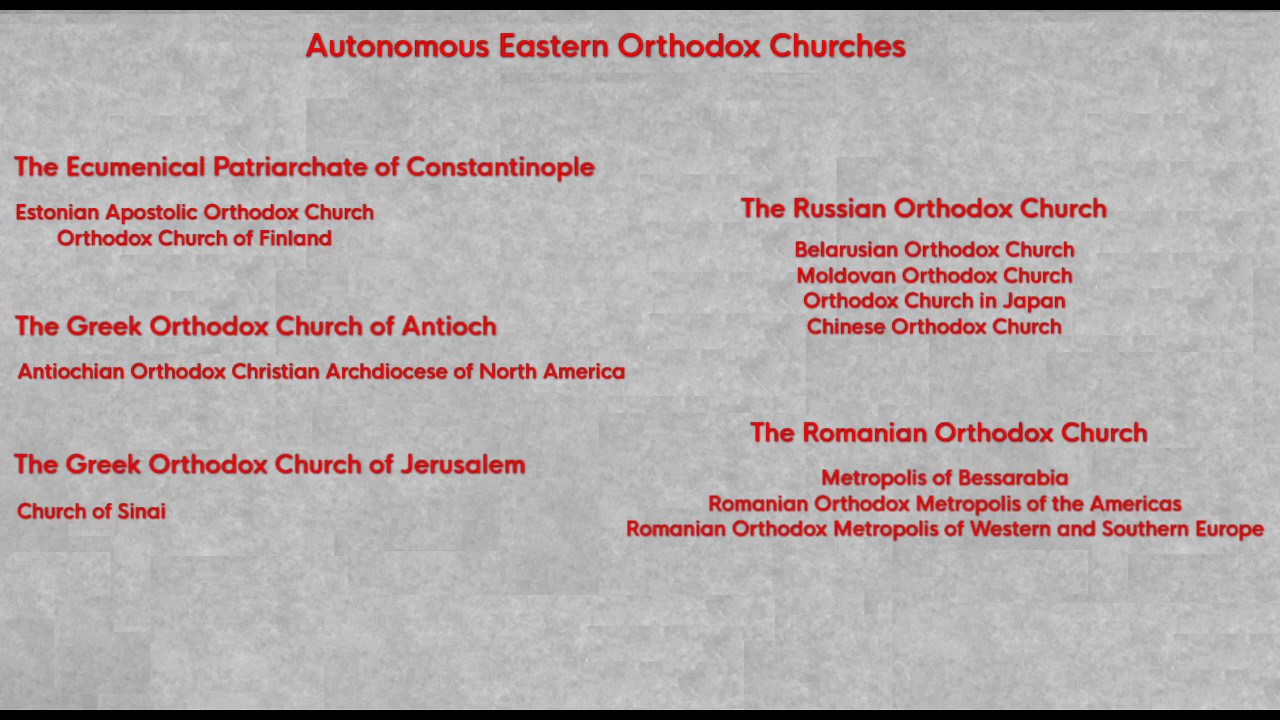 Autonomous Eastern Orthodox Churches
The Ecumenical Patriarchate of Constantinople
Estonian Apostolic Orthodox Church
Orthodox Church of Finland
The Greek Orthodox Church of Antioch
Antiochian Orthodox Christian Archdiocese of North America
The Greek Orthodox Church of Jerusalem
Church of Sinai
The Russian Orthodox Church
Belarusian Orthodox Church
Moldovan Orthodox Church
Orthodox Church in Japan
Chinese Orthodox Church
The Romanian Orthodox Church
Metropolis of Bessarabia
Romanian Orthodox Metropolis of the Americas
Romanian Orthodox Metropolis of Western and Southern Europe